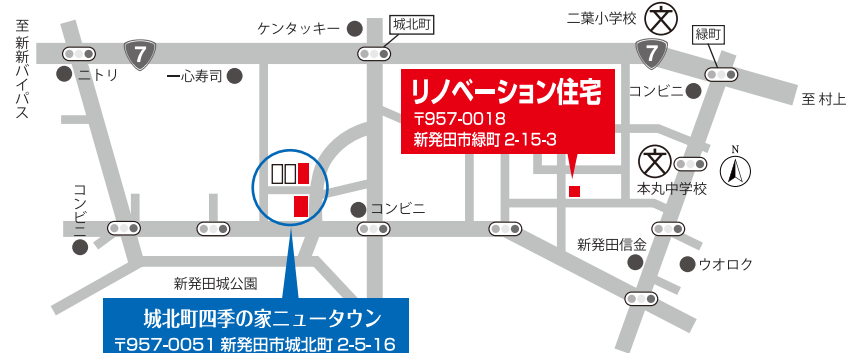 至 新新バイパス
ケンタッキー
城北町
二葉小学校
文
緑町
7
7
ニトリ
一心寿司
コンビニ
至 村上
リノベーション住宅
〒957-0018
新発田市緑町 2-15-3
文
本丸中学校
N
コンビニ
コンビニ
新発田信金
ウオロク
新発田城公園
城北町四季の家ニュータウン
〒957-0051 新発田市城北町 2-5-16